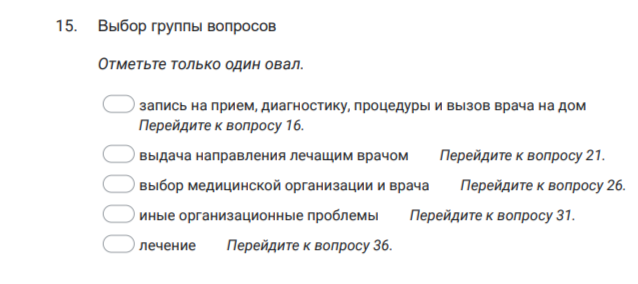 15. Выбор группы вопросов
Отметьте только один овал.
запись на прием, диагностику, процедуры и вызов врача на дом
Перейдите к вопросу 16.
выдача направления лечащим врачом Перейдите к вопросу 21.
выбор медицинской организации и врача Перейдите к вопросу 26.
иные организационные проблемы Перейдите к вопросу 31.
лечение Перейдите к вопросу 36.